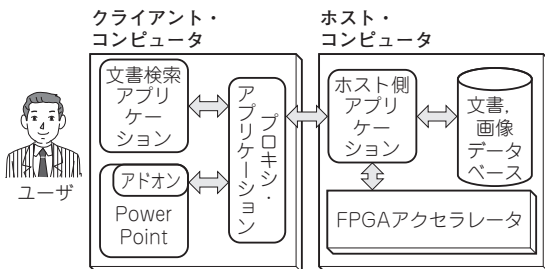 クライアント・
コンピュータ
ホスト・
コンピュータ
文書検索
アプリ
ケー
ション
アドオン
Power
Point
プロキシ・
アプリケーション
ホスト側
アプリ
ケー
ション
文書,
画像
データ
ベース
FPGAアクセラレータ
ユーザ